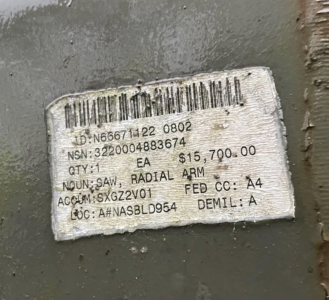 ID:N65671122 0802
NSN:3220004883674
QTY:1 EA $15,700.00
NOUN:SAW, RADIAL ARM
ACCUM:SXGZ2V01 FED CC: A4
LOC: A#NASBLD954 DEMIL: A